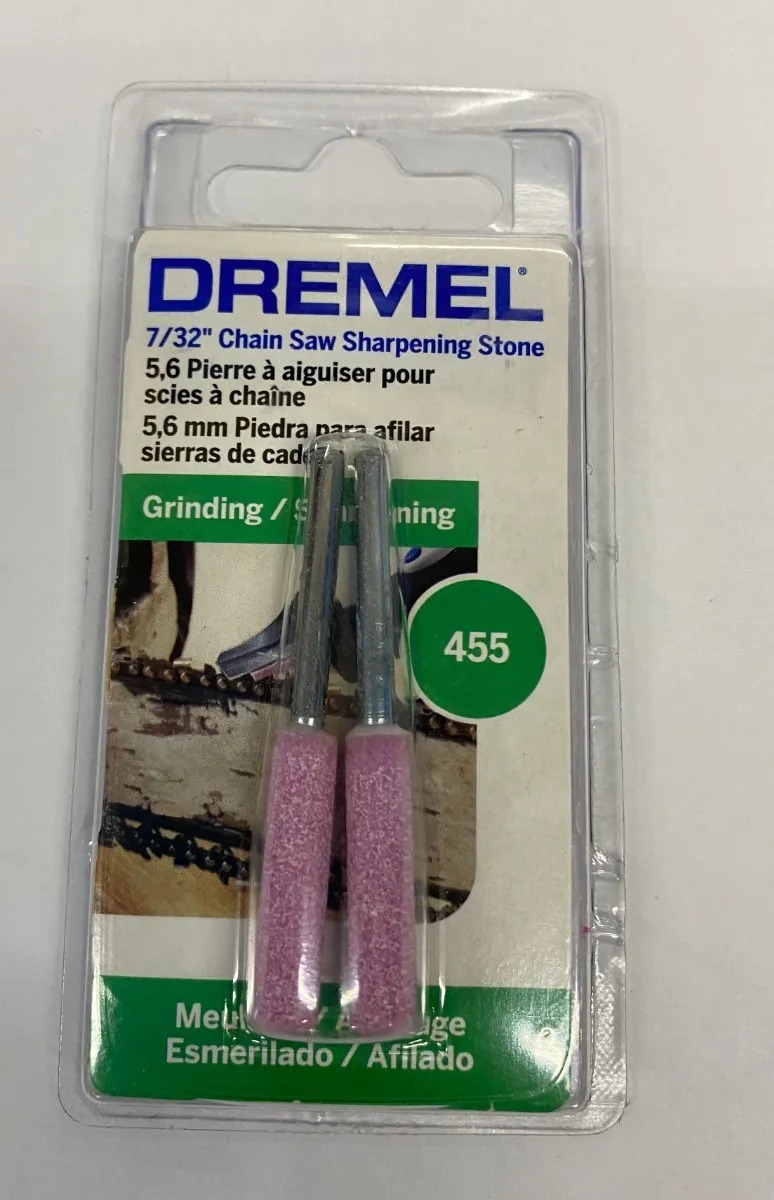 DREMEL®
7/32" Chain Saw Sharpening Stone
5,6 Pierre à aiguiser pour
scies à chaîne
5,6 mm Piedra para afilar
sierras de
Grinding /
455
/
Esmerilado / Afilado